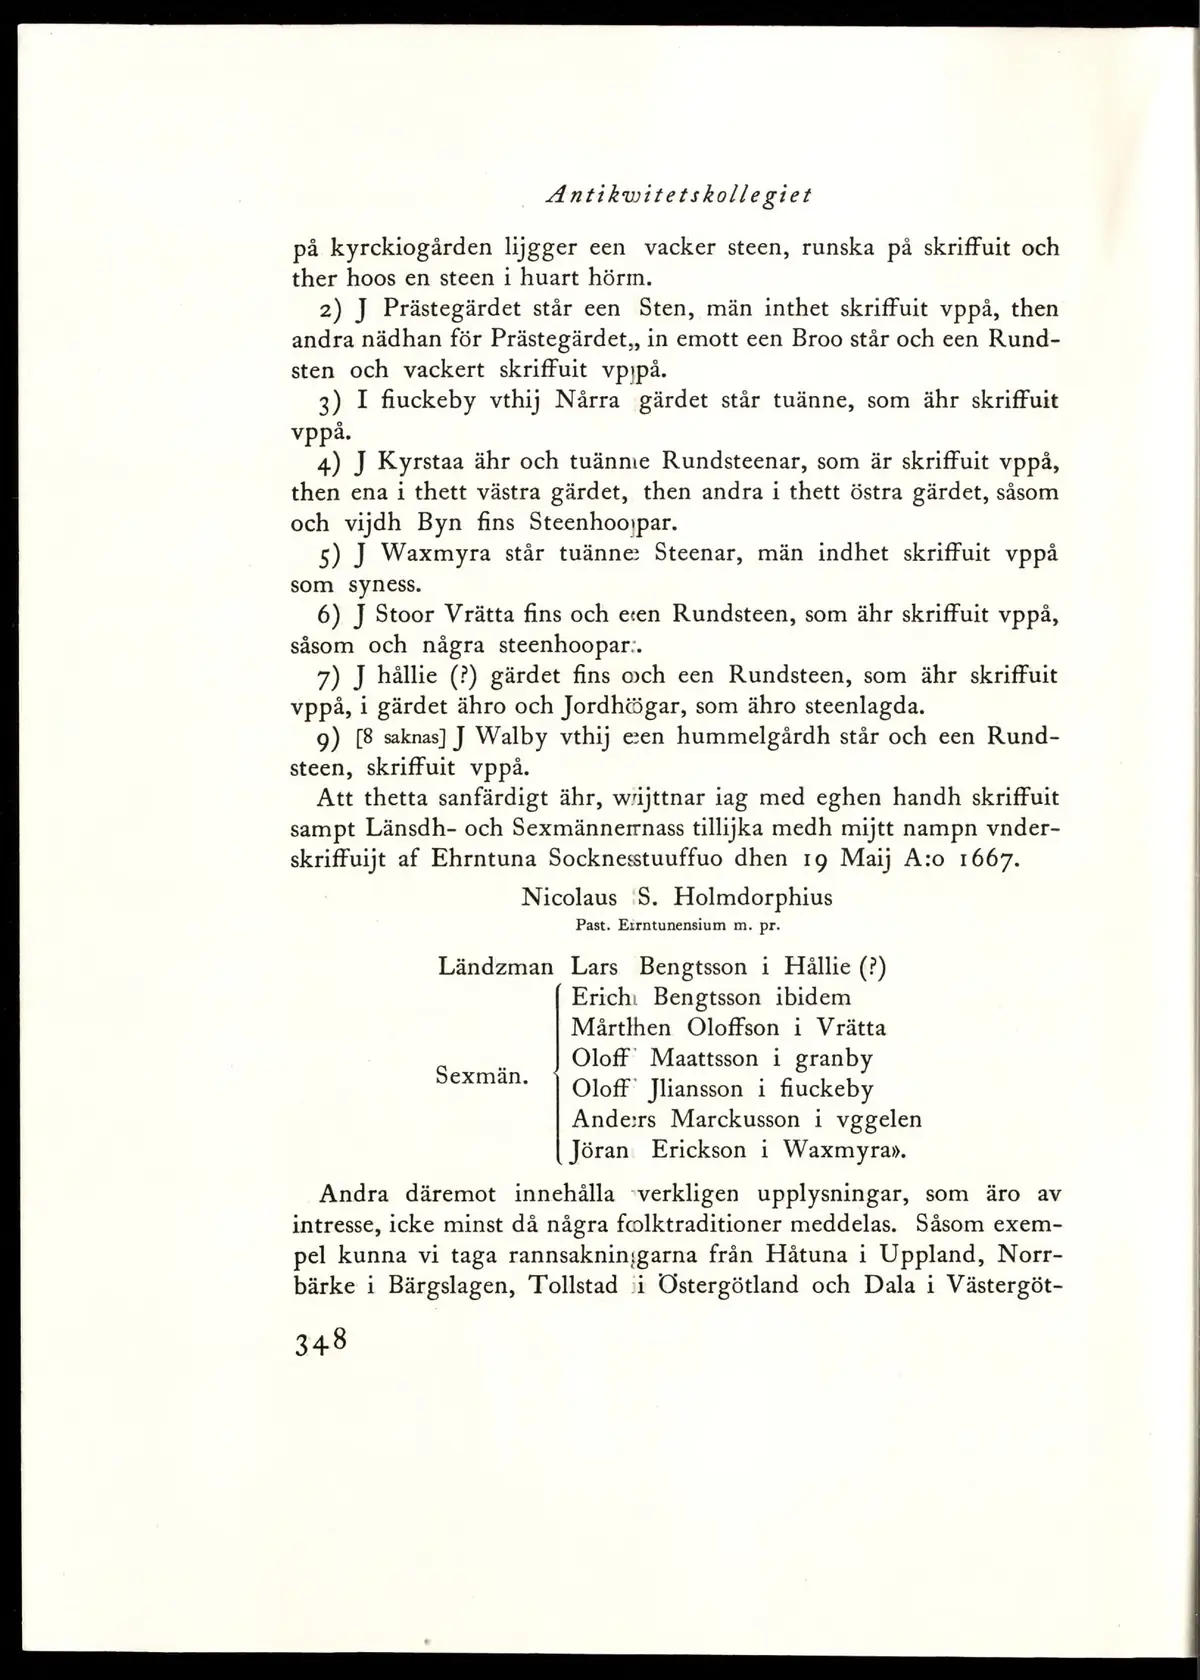 Antikvvitetskollegiet
på kyrckiogården lijgger een vacker steen, runska på skriffuit och
ther hoos en steen i huart hörm.
2) J Prästegärdet står een Sten, män inthet skriffuit vppå, then
andra nädhan för Prästegärdet, in emott een Broo står och een Rund-
sten och vackert skriffuit vppå.
3) I fiuckeby vthij Nårra gärdet står tuänne, som ähr skriffuit
vppå.
4) J Kyrstaa ähr och tuänne Rundsteenar, som är skriffuit vppå,
then ena i thett västra gärdet, then andra i thett östra gärdet, såsom
och vijdh Byn fins Steenhoopar.
5) J Waxmyra står tuänne Steenar, män indhet skriffuit vppå
som syness.
6) J Stoor Vrätta fins och een Rundsteen, som ähr skriffuit vppå,
såsom och några steenhoopar.
7) J hållie (?) gärdet fins och een Rundsteen, som ähr skriffuit
vppå, i gärdet ähro och Jordhögar, som ähro steenlagda.
9) [8 saknas] J Walby vthij een hummelgårdh står och een Rund-
steen, skriffuit vppå.
Att thetta sanfärdigt ähr, wijttnar iag med eghen handh skriffuit
sampt Länsdh- och Sexmännernass tillijka medh mijtt nampn vnder-
skriffuijt af Ehrntuna Socknesstuuffuo dhen 19 Maij A:o 1667.
Nicolaus S. Holmdorphius
Past. Erntunensium m. pr.
Ländzman Lars Bengtsson i Hållie (?)
Erich Bengtsson ibidem
Mårthen Oloffson i Vrätta
Oloff Maattsson i granby
Sexmän.
Oloff Jliansson i fiuckeby
Anders Marckusson i vggelen
Jöran Erickson i Waxmyra».
Andra däremot innehålla verkligen upplysningar, som äro av
intresse, icke minst då några folktraditioner meddelas. Såsom exem-
pel kunna vi taga rannsakningarna från Håtuna i Uppland, Norr-
bärke i Bärgslagen, Tollstad i Östergötland och Dala i Västergöt-
348